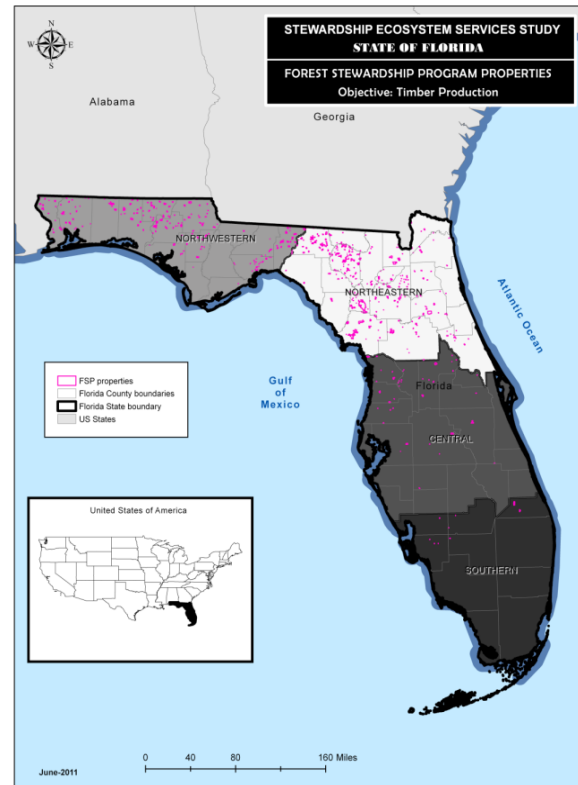 STEWARDSHIP ECOSYSTEM SERVICES STUDY
STATE OF FLORIDA
FOREST STEWARDSHIP PROGRAM PROPERTIES
Objective: Timber Production
N
W E
S
Alabama
Georgia
NORTHWESTERN
NORTHEASTERN
Atlantic Ocean
Gulf
of
Mexico
Florida
CENTRAL
SOUTHERN
FSP properties
Florida County boundaries
Florida State boundary
US States
United States of America
0 40 80 160 Miles
June-2011